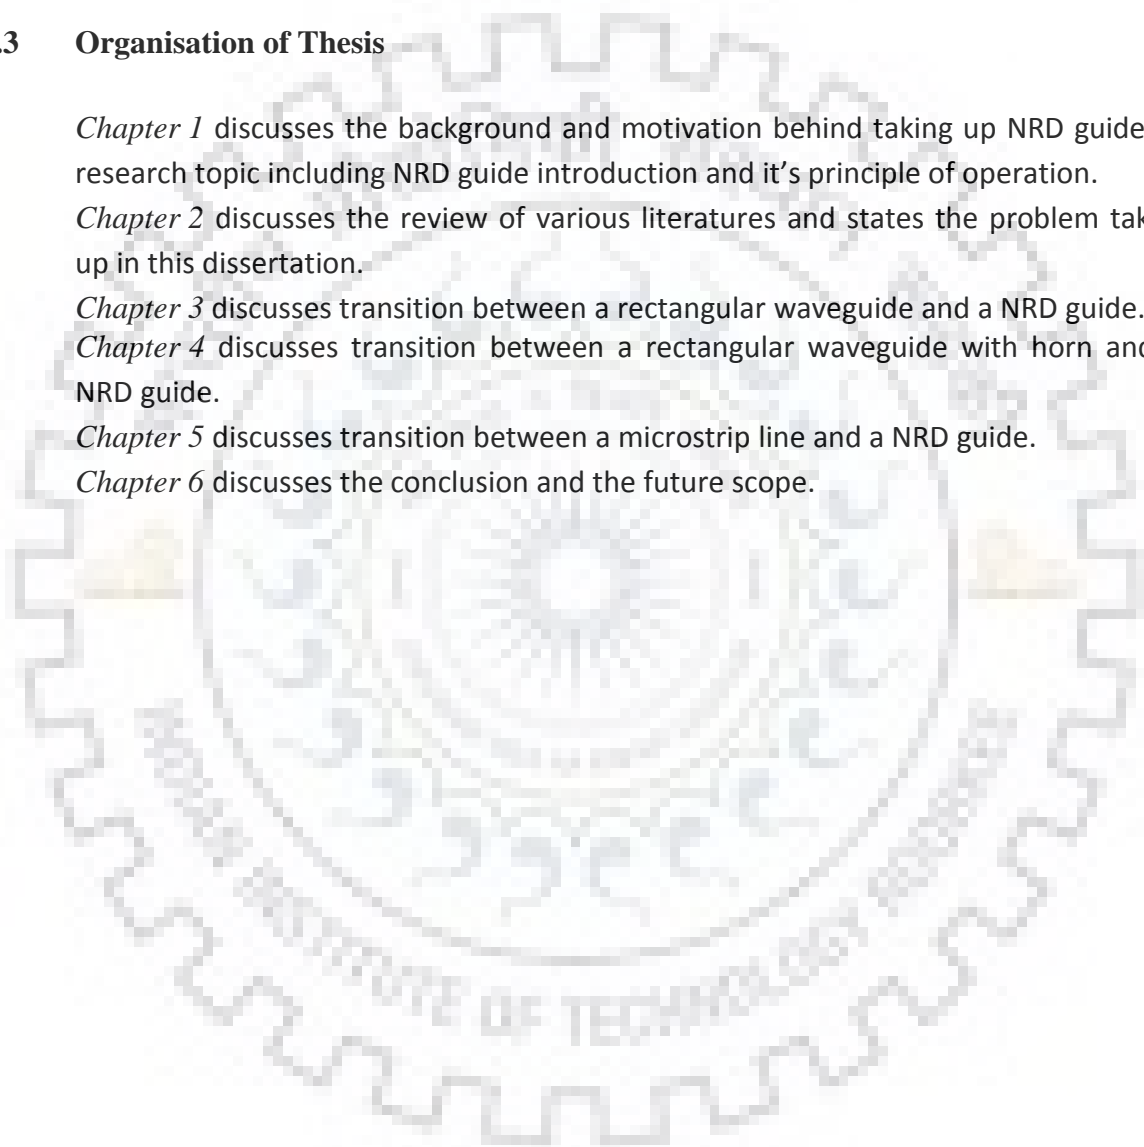 .3 Organisation of Thesis
Chapter 1 discusses the background and motivation behind taking up NRD guide
research topic including NRD guide introduction and it's principle of operation.
Chapter 2 discusses the review of various literatures and states the problem tak
up in this dissertation.
Chapter 3 discusses transition between a rectangular waveguide and a NRD guide.
Chapter 4 discusses transition between a rectangular waveguide with horn and
NRD guide.
Chapter 5 discusses transition between a microstrip line and a NRD guide.
Chapter 6 discusses the conclusion and the future scope.
INSTITUTE OF TECHNOLOGY